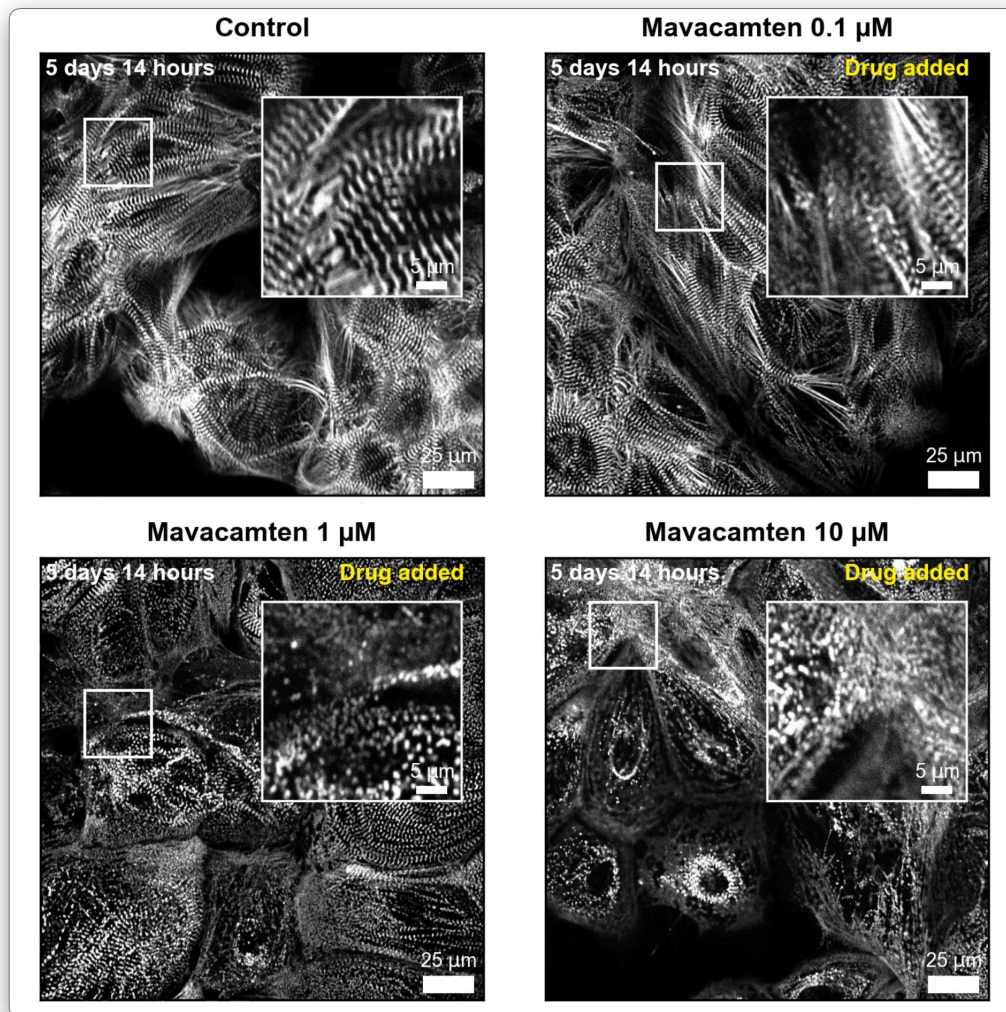 Control
5 days 14 hours
5 µm
25 µm
Mavacamten 0.1 µM
5 days 14 hours
Drug added
5 µm
25 µm
Mavacamten 1 µM
5 days 14 hours
Drug added
5 µm
25 µm
Mavacamten 10 µM
5 days 14 hours
Drug added
5 µm
25 µm